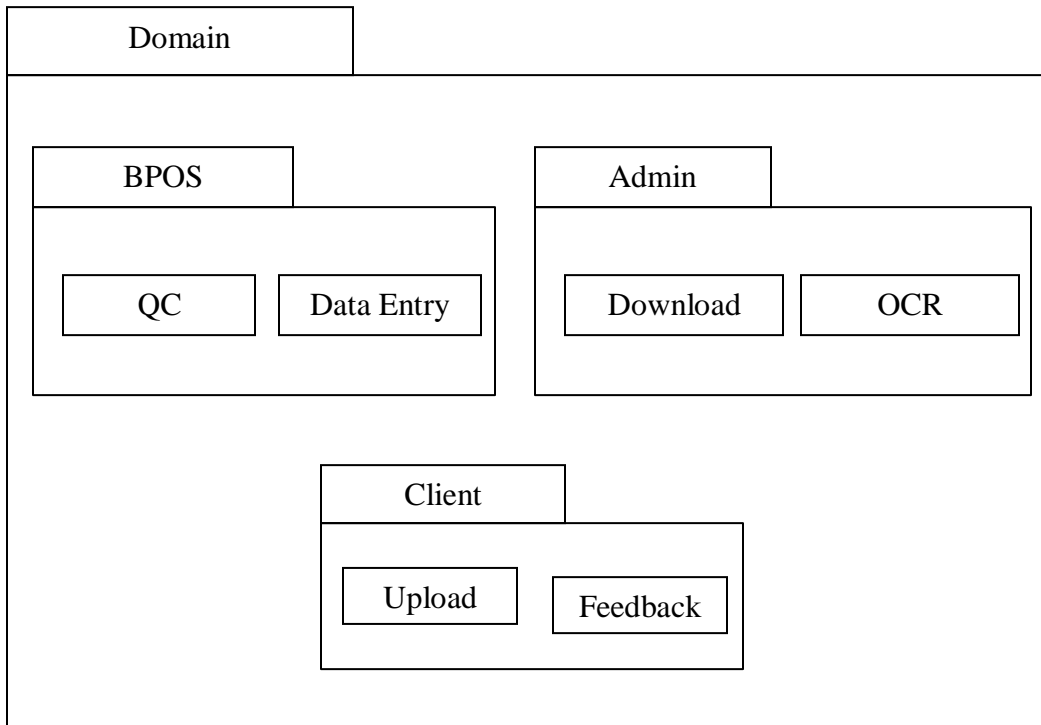 Domain
BPOS
Admin
QC
Data Entry
Download
OCR
Client
Upload
Feedback